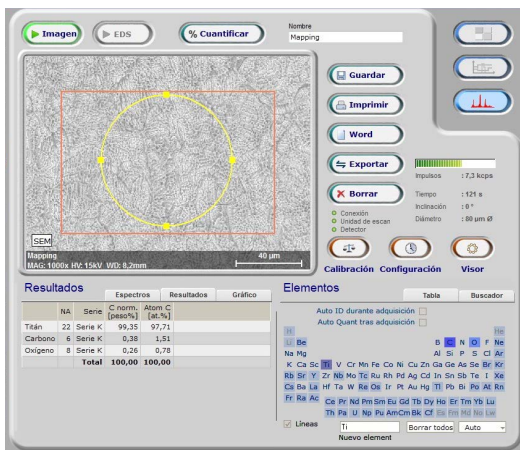 Imagen
EDS
% Cuantificar
Nombre
Mapping
Guardar
Imprimir
Word
Exportar
Borrar
Conexión
Unidad de escan
Detector
Impulsos : 7,3 kcps
Tiempo : 121 s
Inclinación : 0 °
Diámetro : 80 µm Ø
SEM
Mapping
MAG: 1000x HV: 15kV WD: 8,2mm
40 µm
Calibración Configuración Visor
Resultados
Espectros Resultados Gráfico
NA Serie C norm. [peso%] Atom C [at.%]
Titán 22 Serie K 99,35 97,71
Carbono 6 Serie K 0,38 1,51
Oxígeno 8 Serie K 0,26 0,78
Total 100,00 100,00
Elementos
Tabla Buscador
Auto ID durante adquisición
Auto Quant tras adquisición
H He
Li Be B C N O F Ne
Na Mg Al Si P S Cl Ar
K Ca Sc Ti V Cr Mn Fe Co Ni Cu Zn Ga Ge As Se Br Kr
Rb Sr Y Zr Nb Mo Tc Ru Rh Pd Ag Cd In Sn Sb Te I Xe
Cs Ba La Hf Ta W Re Os Ir Pt Au Hg Tl Pb Bi Po At Rn
Fr Ra Ac Ce Pr Nd Pm Sm Eu Gd Tb Dy Ho Er Tm Yb Lu
Th Pa U Np Pu Am Cm Bk Cf Es Fm Md No Lw
Líneas
Ti
Borrar todos
Auto
Nuevo element